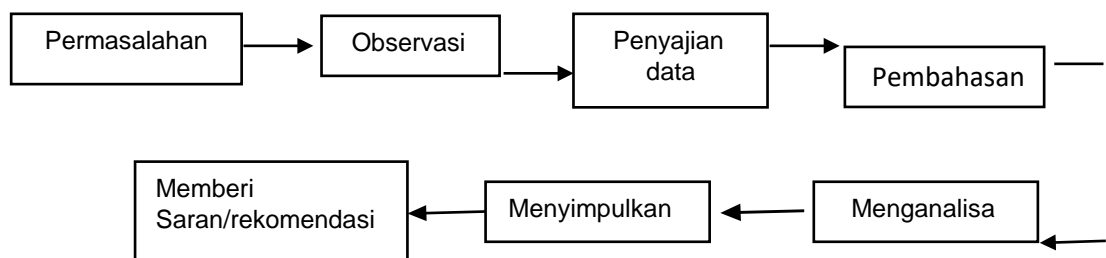 Permasalahan
Observasi
Penyajian
data
Pembahasan
Menganalisa
Menyimpulkan
Memberi
Saran/rekomendasi